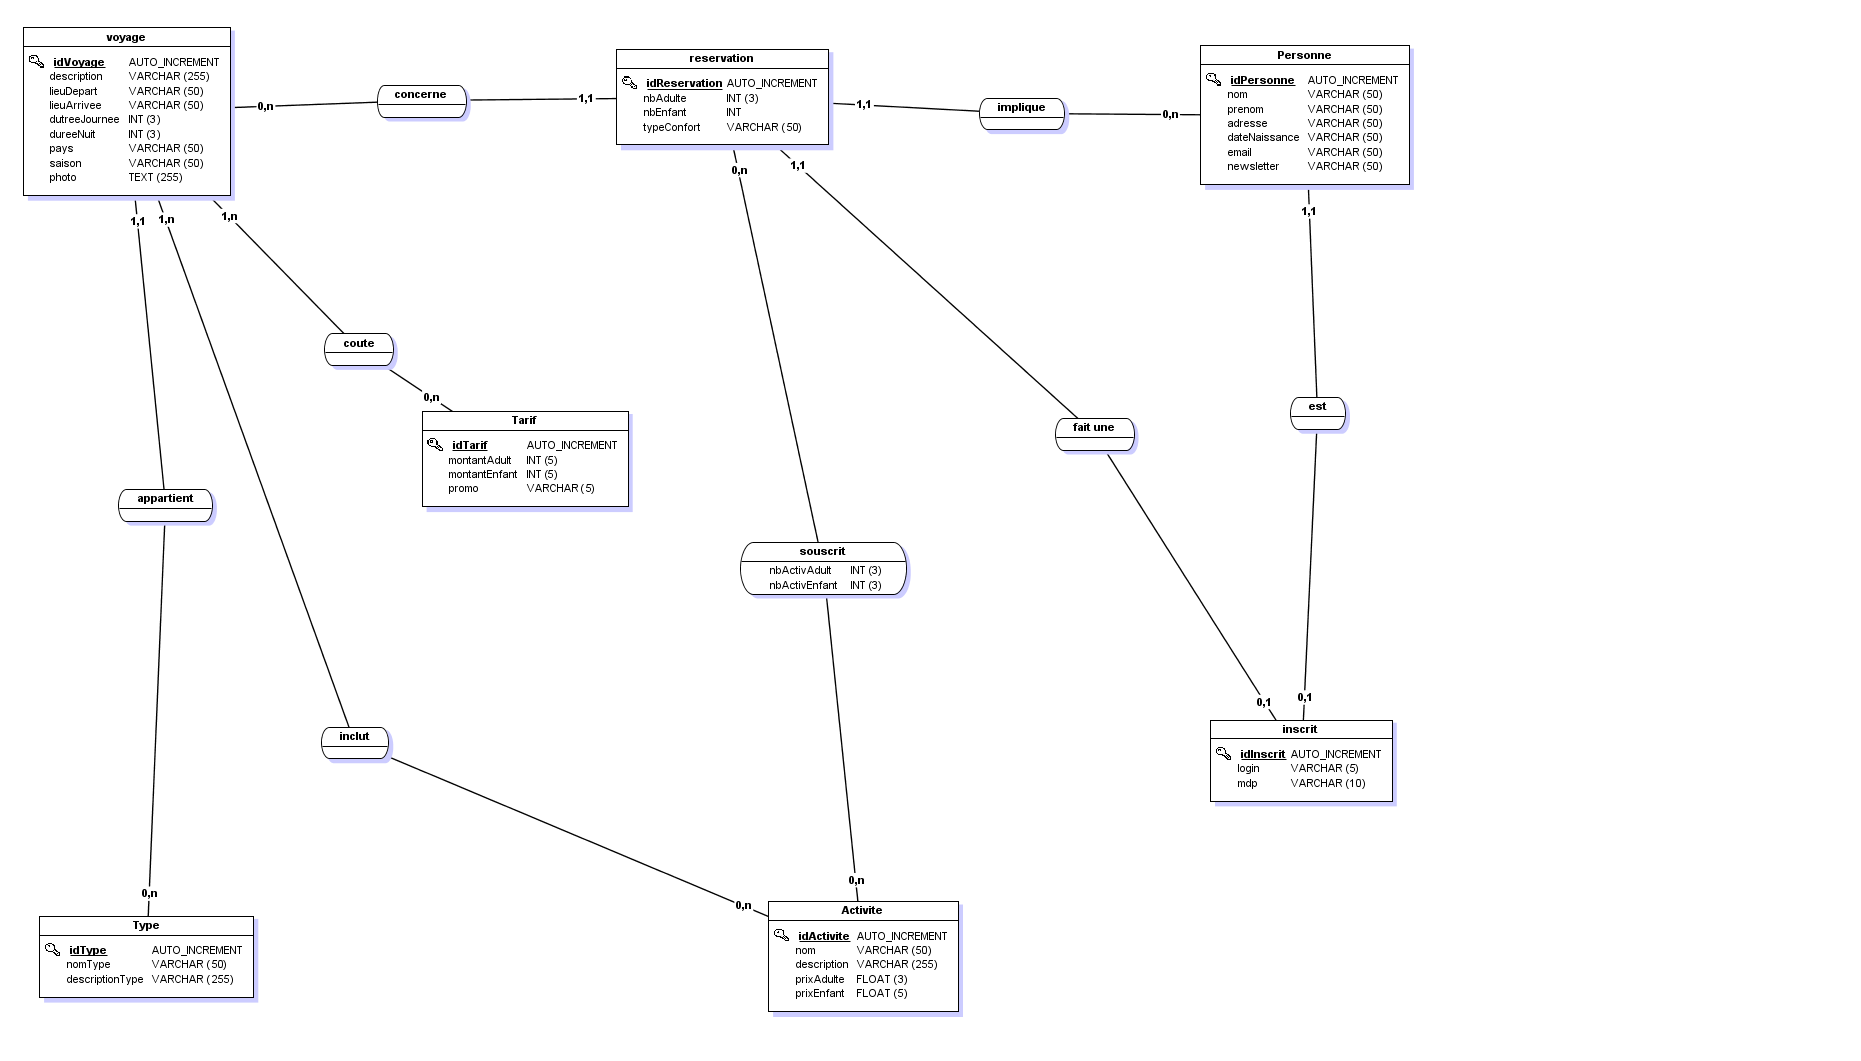 voyage
idVoyage AUTO_INCREMENT
description VARCHAR (255)
lieuDepart VARCHAR (50)
lieuArrivee VARCHAR (50)
dutreeJournee INT (3)
dureeNuit INT (3)
pays VARCHAR (50)
saison VARCHAR (50)
photo TEXT (255)
0,n
concerne
1,1
reservation
idReservation AUTO_INCREMENT
nbAdulte INT (3)
nbEnfant INT
typeConfort VARCHAR (50)
1,1
implique
0,n
Personne
idPersonne AUTO_INCREMENT
nom VARCHAR (50)
prenom VARCHAR (50)
adresse VARCHAR (50)
dateNaissance VARCHAR (50)
email VARCHAR (50)
newsletter VARCHAR (50)
1,1
1,n
1,n
0,n
1,1
1,1
coute
0,n
Tarif
idTarif AUTO_INCREMENT
montantAdult INT (5)
montantEnfant INT (5)
promo VARCHAR (5)
fait une
est
appartient
souscrit
nbActivAdult INT (3)
nbActivEnfant INT (3)
0,1
0,1
inscrit
idInscrit AUTO_INCREMENT
login VARCHAR (5)
mdp VARCHAR (10)
inclut
0,n
0,n
0,n
Type
idType AUTO_INCREMENT
nomType VARCHAR (50)
descriptionType VARCHAR (255)
Activite
idActivite AUTO_INCREMENT
nom VARCHAR (50)
description VARCHAR (255)
prixAdulte FLOAT (3)
prixEnfant FLOAT (5)